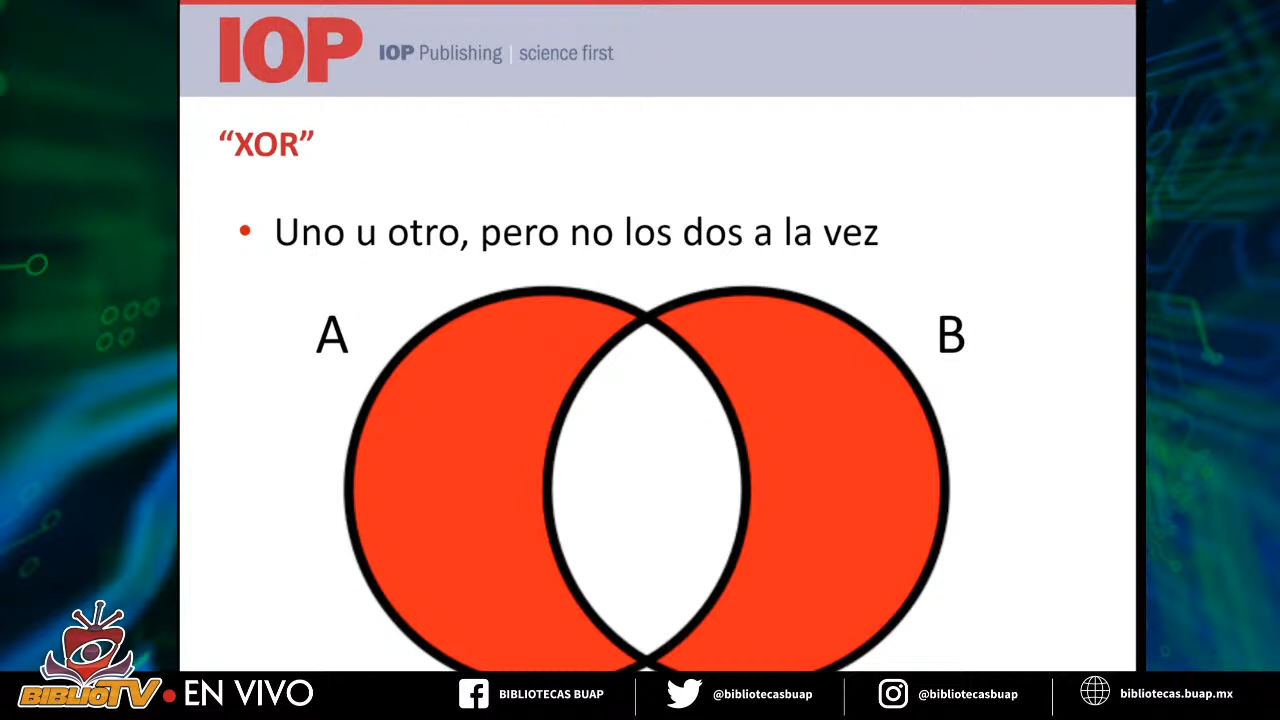 IOP
IOP Publishing | science first
“XOR”
• Uno u otro, pero no los dos a la vez
A
B
BIBLIOTV
EN VIVO
BIBLIOTECAS BUAP
@bibliotecasbuap
@bibliotecasbuap
bibliotecas.buap.mx